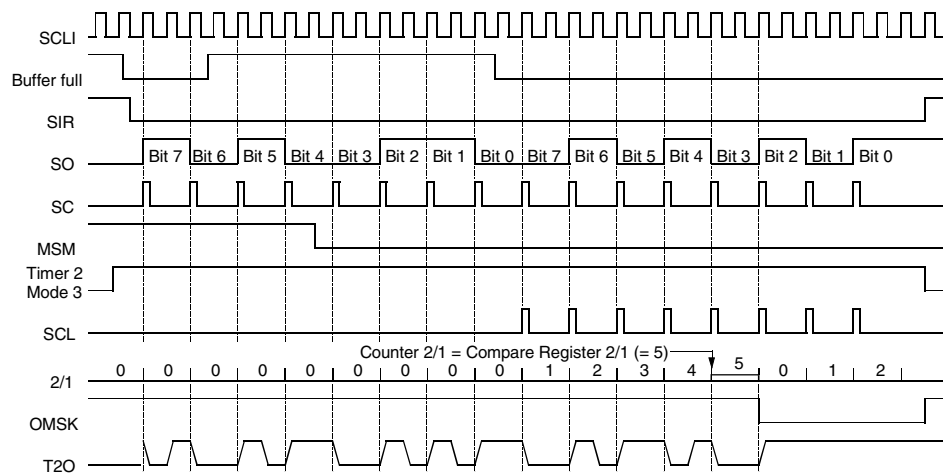 SCLI
Buffer full
SIR
SO
Bit 7 Bit 6 Bit 5 Bit 4 Bit 3 Bit 2 Bit 1 Bit 0 Bit 7 Bit 6 Bit 5 Bit 4 Bit 3 Bit 2 Bit 1 Bit 0
SC
MSM
Timer 2
Mode 3
SCL
Counter 2/1 = Compare Register 2/1 (= 5)
2/1
0 0 0 0 0 0 0 0 0 1 2 3 4 5 0 1 2
OMSK
T2O